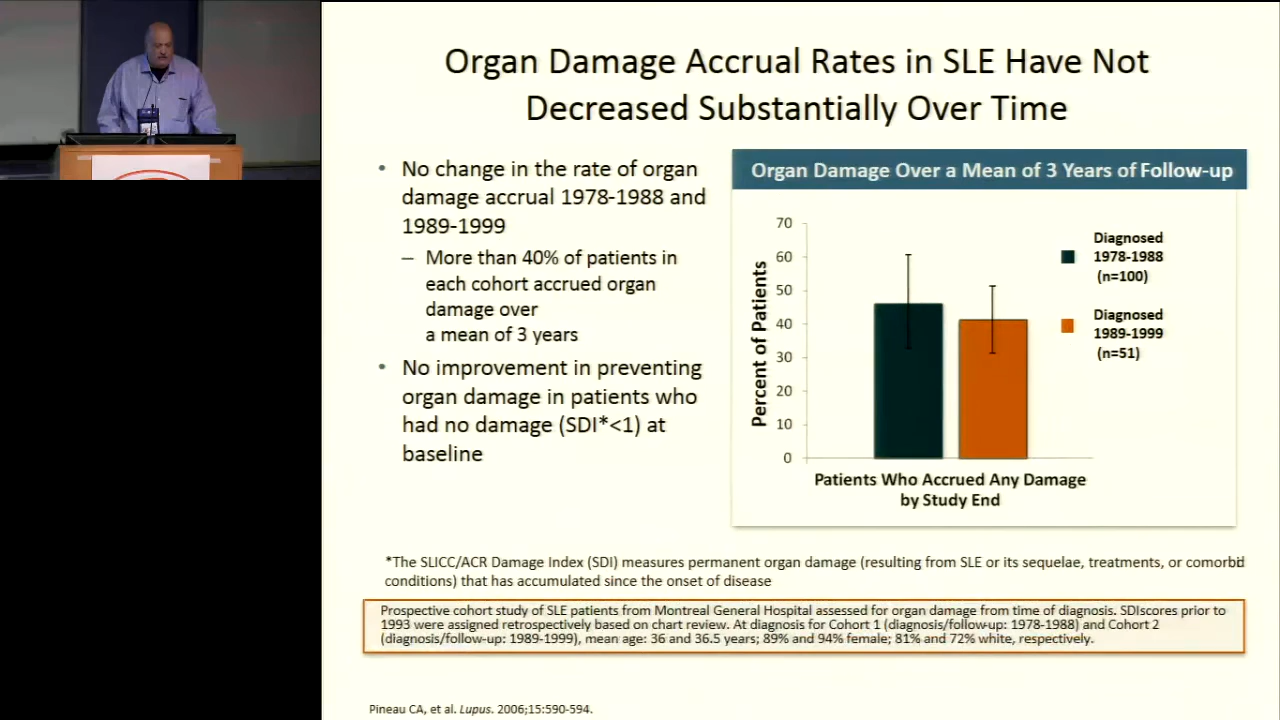 Organ Damage Accrual Rates in SLE Have Not
Decreased Substantially Over Time
• No change in the rate of organ
damage accrual 1978-1988 and
1989-1999
– More than 40% of patients in
each cohort accrued organ
damage over
a mean of 3 years
• No improvement in preventing
organ damage in patients who
had no damage (SDI*<1) at
baseline
Organ Damage Over a Mean of 3 Years of Follow-up
Percent of Patients
70
60
50
40
30
20
10
0
Diagnosed
1978-1988
(n=100)
Diagnosed
1989-1999
(n=51)
Patients Who Accrued Any Damage
by Study End
*The SLICC/ACR Damage Index (SDI) measures permanent organ damage (resulting from SLE or its sequelae, treatments, or comorbid
conditions) that has accumulated since the onset of disease
Prospective cohort study of SLE patients from Montreal General Hospital assessed for organ damage from time of diagnosis. SDIscores prior to
1993 were assigned retrospectively based on chart review. At diagnosis for Cohort 1 (diagnosis/follow-up: 1978-1988) and Cohort 2
(diagnosis/follow-up: 1989-1999), mean age: 36 and 36.5 years; 89% and 94% female; 81% and 72% white, respectively.
Pineau CA, et al. Lupus. 2006;15:590-594.